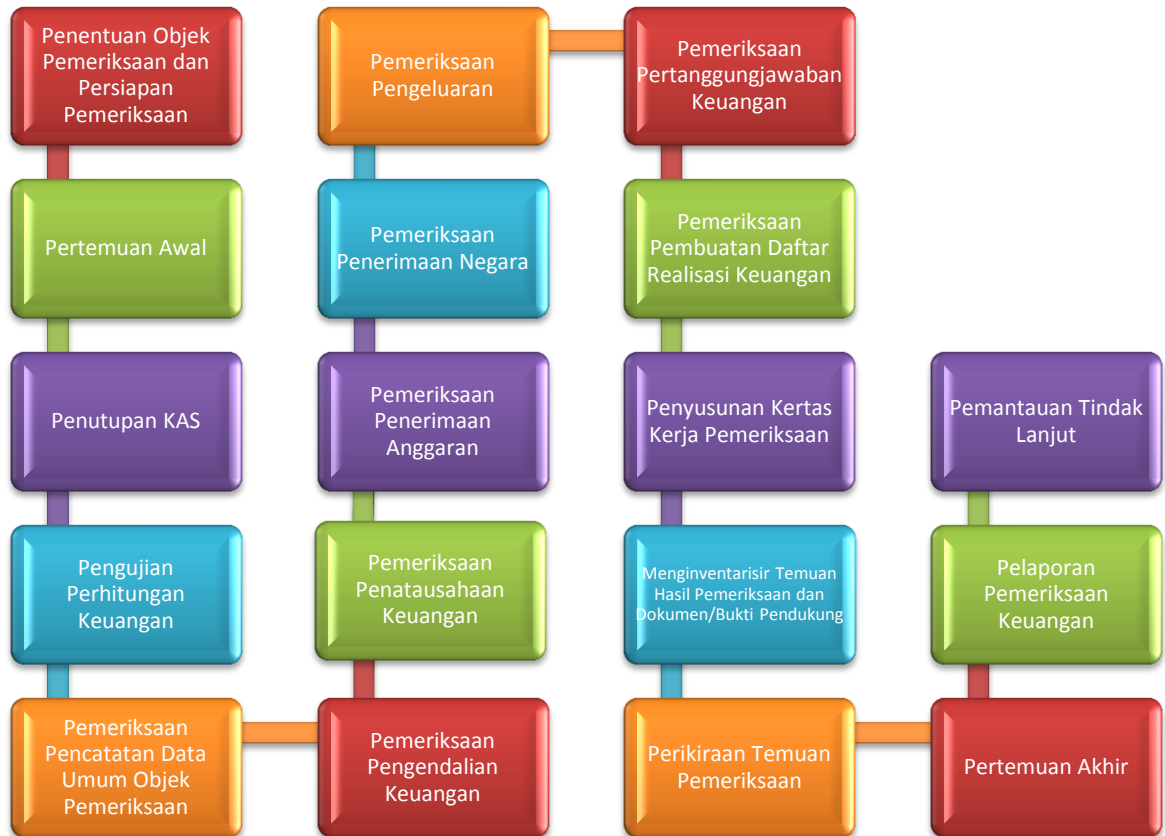 Penentuan Objek
Pemeriksaan dan
Persiapan
Pemeriksaan
Pertemuan Awal
Penutupan KAS
Pengujian
Perhitungan
Keuangan
Pemeriksaan
Pencatatan Data
Umum Objek
Pemeriksaan
Pemeriksaan
Pengendalian
Keuangan
Pemeriksaan
Penatausahaan
Keuangan
Pemeriksaan
Penerimaan
Anggaran
Pemeriksaan
Penerimaan Negara
Pemeriksaan
Pengeluaran
Pemeriksaan
Pertanggungjawaban
Keuangan
Pemeriksaan
Pembuatan Daftar
Realisasi Keuangan
Penyusunan Kertas
Kerja Pemeriksaan
Menginventarisir Temuan
Hasil Pemeriksaan dan
Dokumen/Bukti Pendukung
Perikiraan Temuan
Pemeriksaan
Pertemuan Akhir
Pelaporan
Pemeriksaan
Keuangan
Pemantauan Tindak
Lanjut